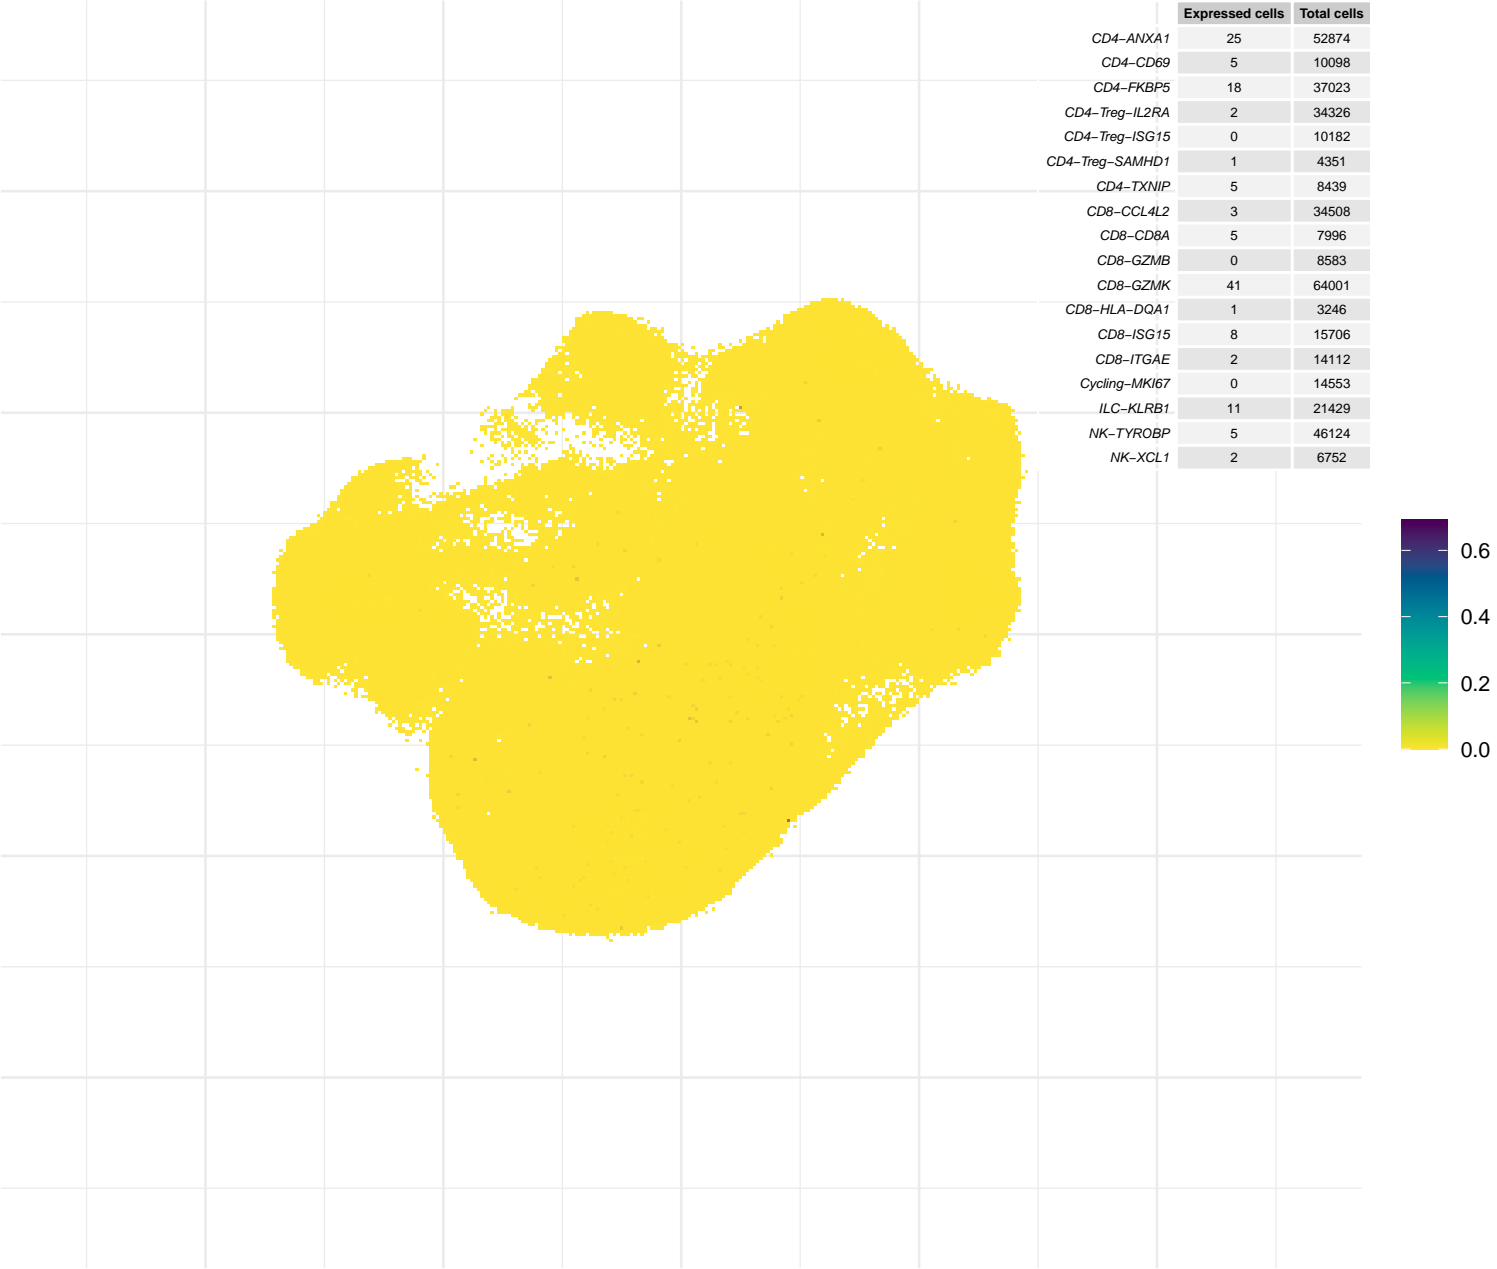 Expressed cells Total cells
CD4−ANXA1 25 52874
CD4−CD69 5 10098
CD4−FKBP5 18 37023
CD4−Treg−IL2RA 2 34326
CD4−Treg−ISG15 0 10182
CD4−Treg−SAMHD1 1 4351
CD4−TXNIP 5 8439
CD8−CCL4L2 3 34508
CD8−CD8A 5 7996
CD8−GZMB 0 8583
CD8−GZMK 41 64001
CD8−HLA−DQA1 1 3246
CD8−ISG15 8 15706
CD8−ITGAE 2 14112
Cycling−MKI67 0 14553
ILC−KLRB1 11 21429
NK−TYROBP 5 46124
NK−XCL1 2 6752
0.6
0.4
0.2
0.0